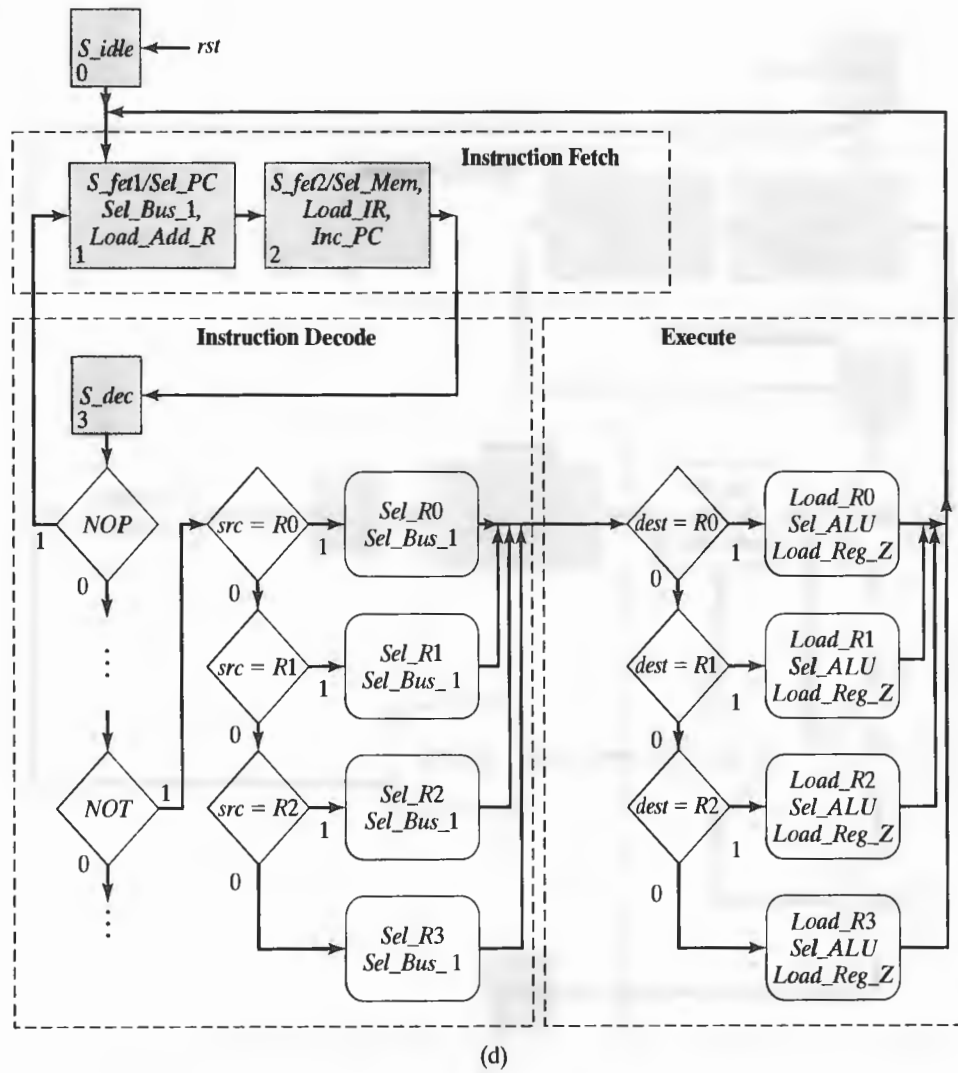 S_idle
0
rst
Instruction Fetch
S_fet1/Sel_PC
Sel_Bus_1,
Load_Add_R
1
S_fet2/Sel_Mem,
Load_IR,
Inc_PC
2
Instruction Decode
Execute
S_dec
3
NOP
1
0
src = R0
1
0
Sel_R0
Sel_Bus_1
dest = R0
1
0
Load_R0
Sel_ALU
Load_Reg_Z
src = R1
1
0
Sel_R1
Sel_Bus_1
dest = R1
1
0
Load_R1
Sel_ALU
Load_Reg_Z
NOT
1
0
src = R2
1
0
Sel_R2
Sel_Bus_1
dest = R2
1
0
Load_R2
Sel_ALU
Load_Reg_Z
Sel_R3
Sel_Bus_1
Load_R3
Sel_ALU
Load_Reg_Z
(d)